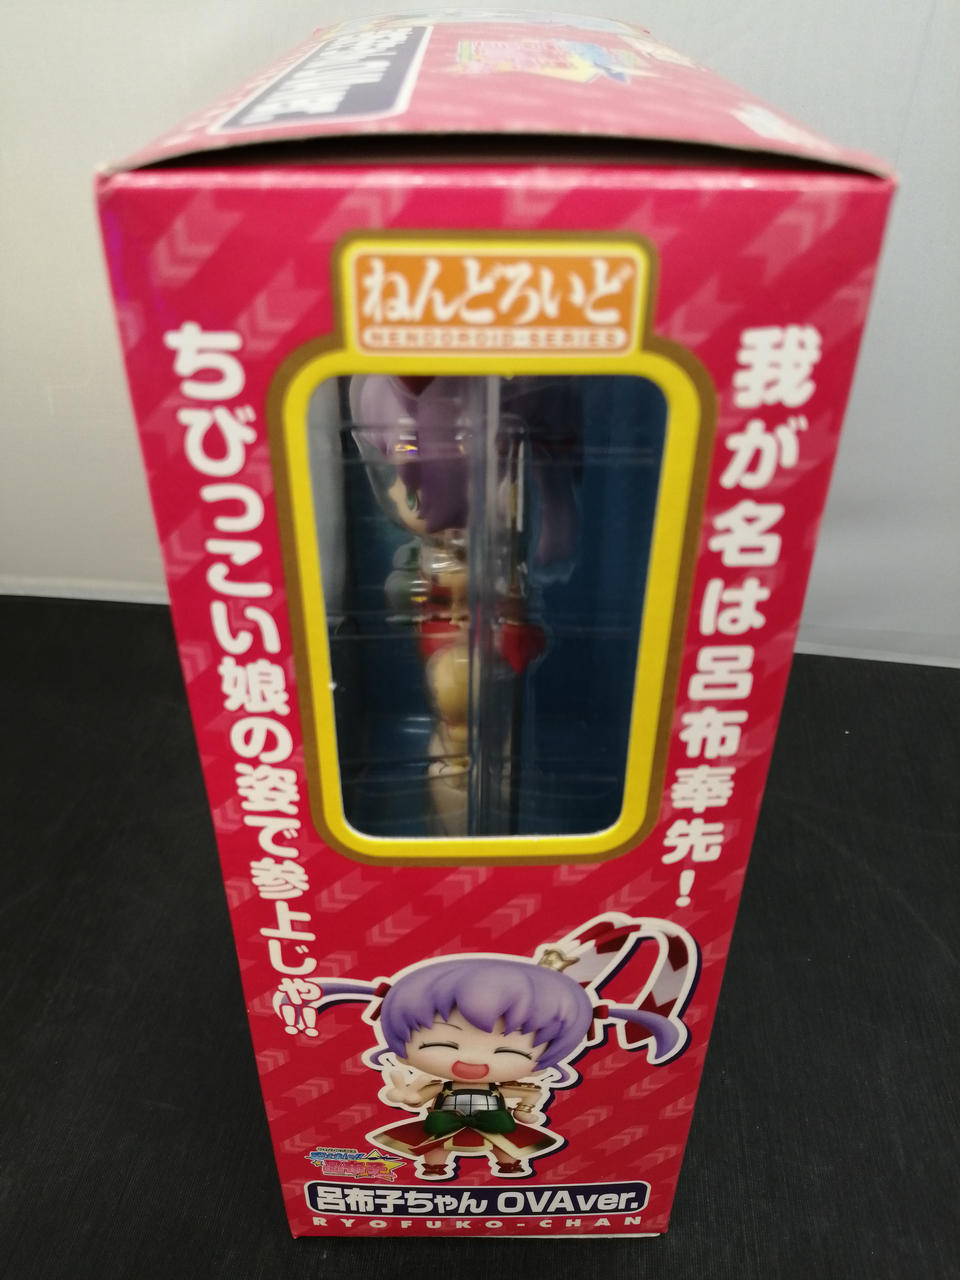 ねんどろいど
NENDOROID-SERIES
我が名は呂布奉先！
ちびっこい娘の姿で参上じゃ!!
呂布子ちゃん OVAver.
RYOFUKO-CHAN